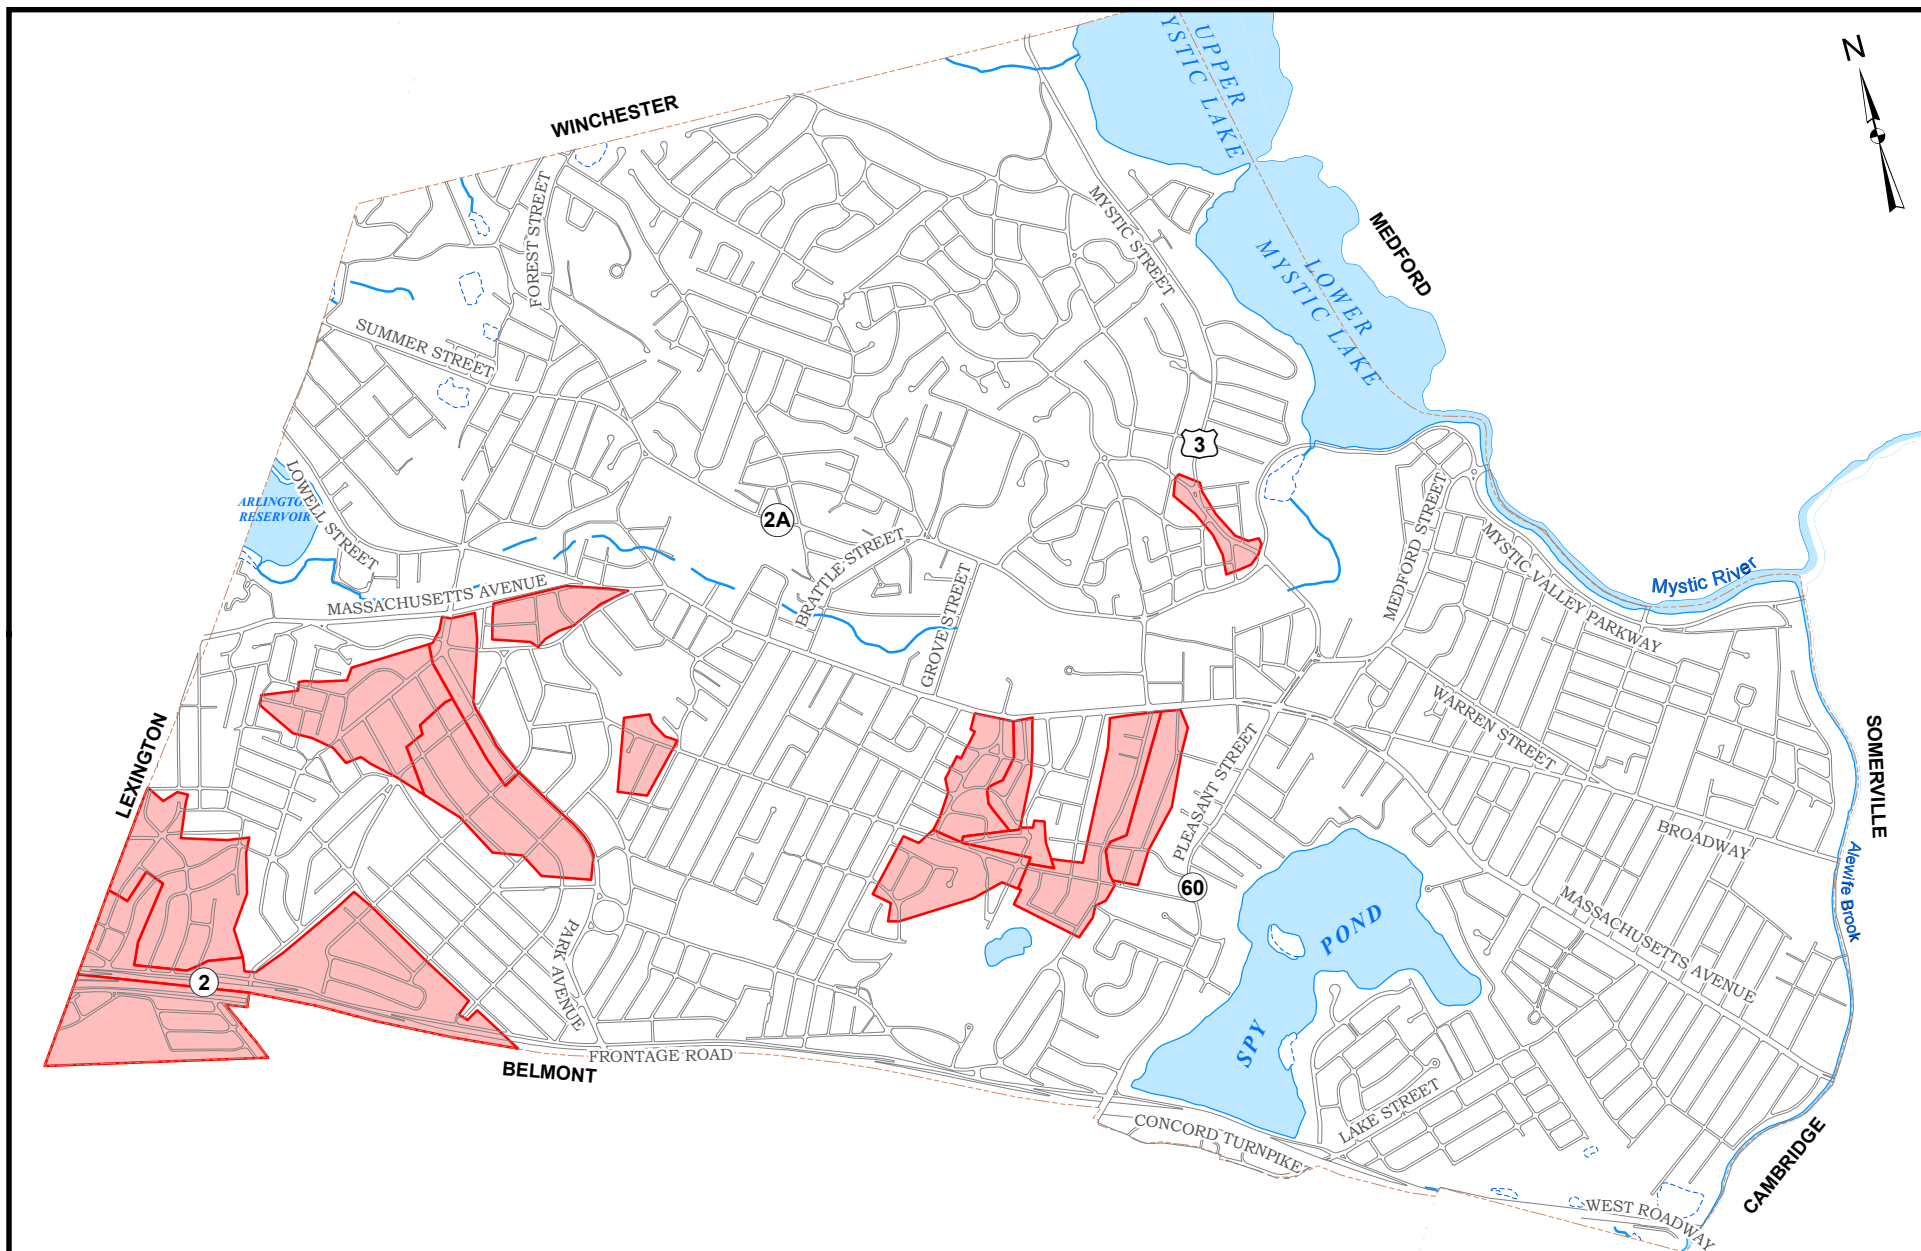 UPPER
MYSTIC LAKE
N
WINCHESTER
MEDFORD
MYSTIC STREET
FOREST STREET
LOWER
MYSTIC LAKE
SUMMER STREET
3
LOWELL STREET
ARLINGTO
RESERVOIR
2A
BRATTLE STREET
MEDFORD STREET
MYSTIC VALLEY PARKWAY
Mystic River
MASSACHUSETTS AVENUE
GROVE STREET
WARREN STREET
LEXINGTON
PLEASANT STREET
SOMERVILLE
BROADWAY
60
Alewife Brook
MASSACHUSETTS AVENUE
SPY POND
PARK AVENUE
2
FRONTAGE ROAD
BELMONT
LAKE STREET
CONCORD TURNPIKE
CAMBRIDGE
WEST ROADWAY